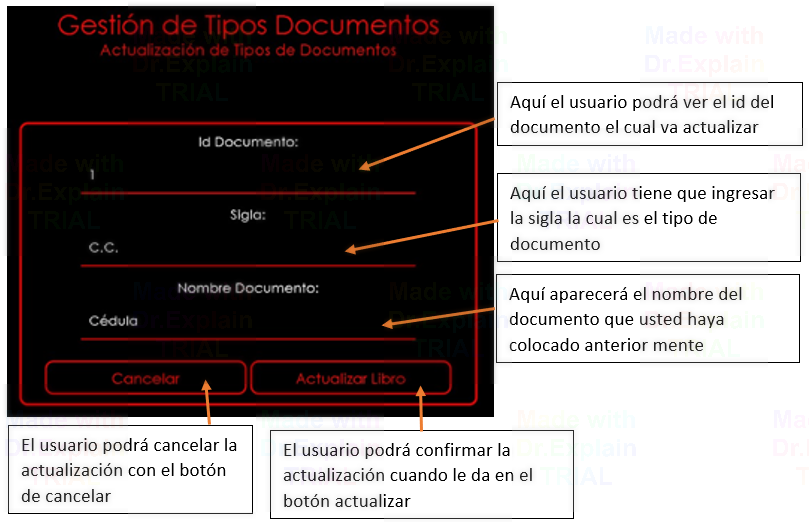 Gestión de Tipos Documentos
Actualización de Tipos de Documentos
Id Documento:
1
Sigla:
C.C.
Nombre Documento:
Cédula
Cancelar
Actualizar Libro
Aquí el usuario podrá ver el id del
documento el cual va actualizar
Aquí el usuario tiene que ingresar
la sigla la cual es el tipo de
documento
Aquí aparecerá el nombre del
documento que usted haya
colocado anterior mente
El usuario podrá cancelar la
actualización con el botón
de cancelar
El usuario podrá confirmar la
actualización cuando le da en el
botón actualizar
Made with
Dr.Explain
TRIAL